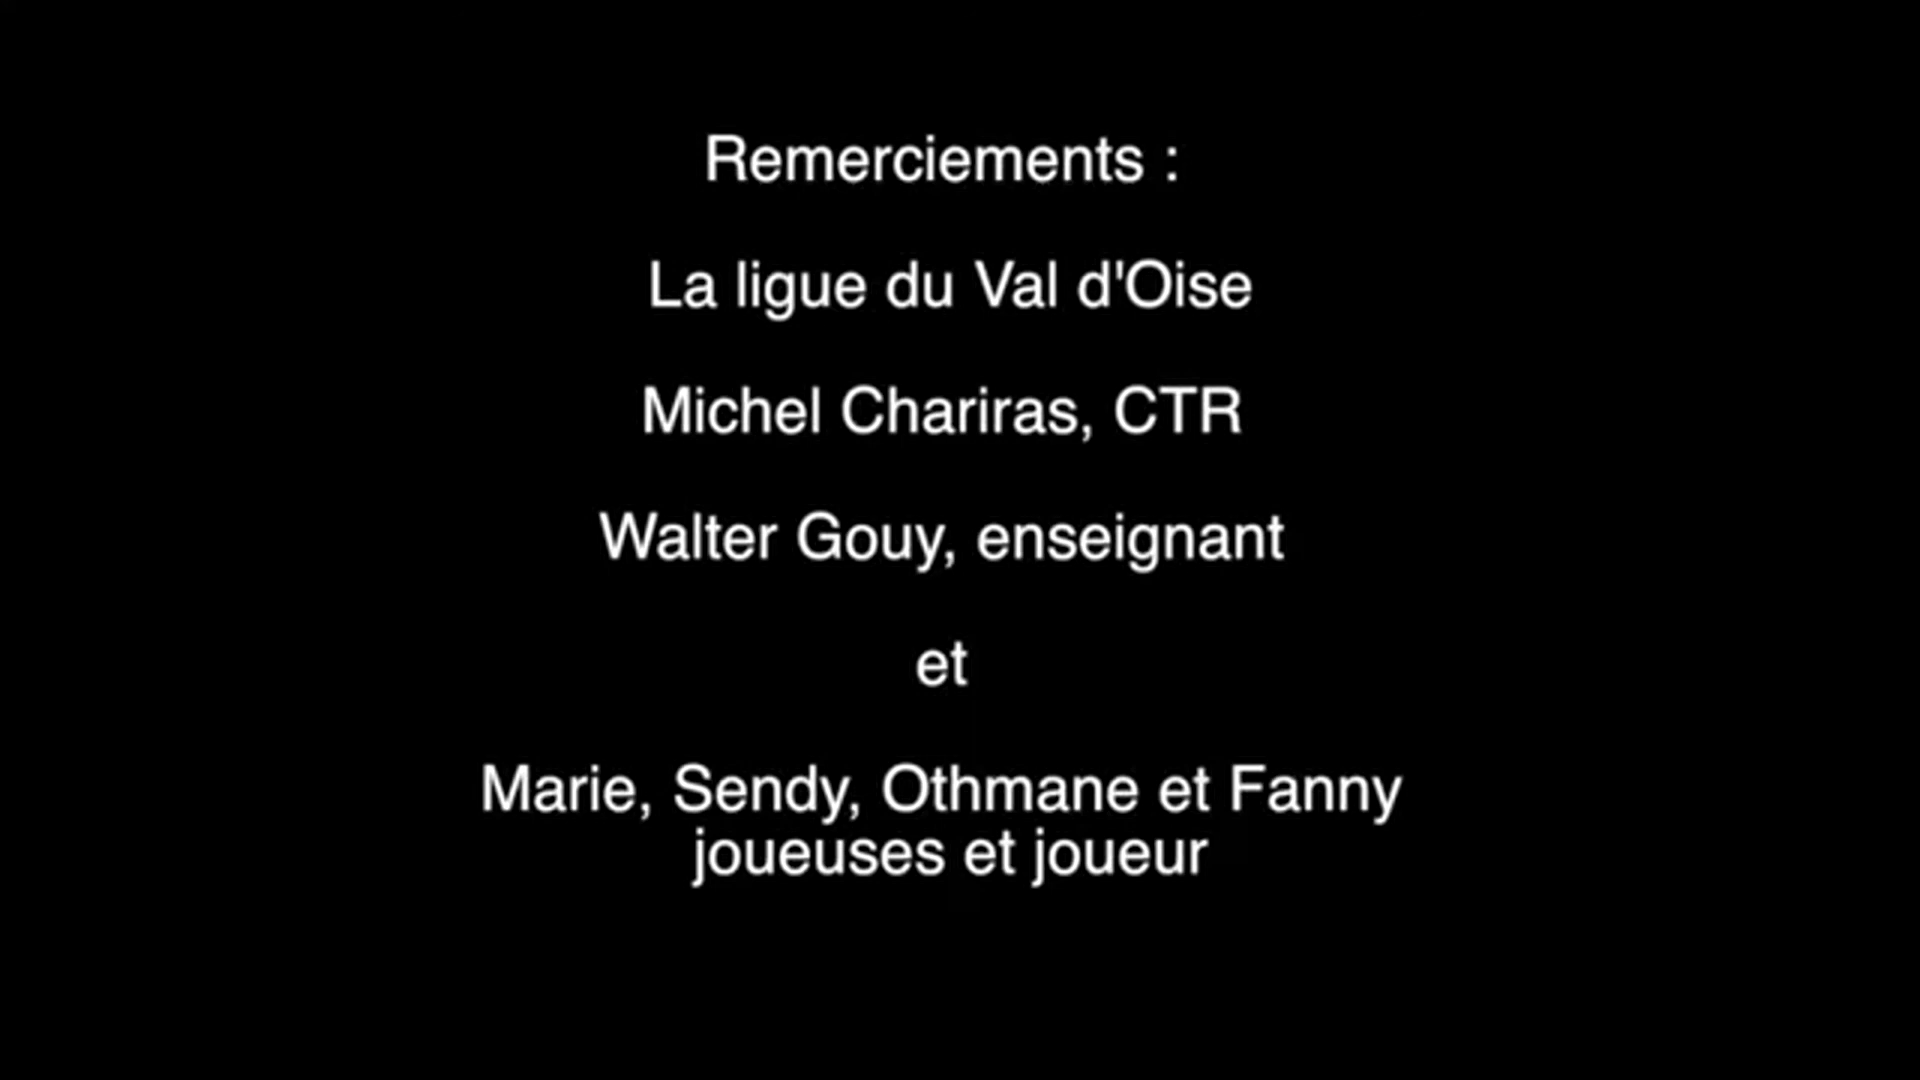 Remerciements :
La ligue du Val d'Oise
Michel Chariras, CTR
Walter Gouy, enseignant
et
Marie, Sendy, Othmane et Fanny
joueuses et joueur